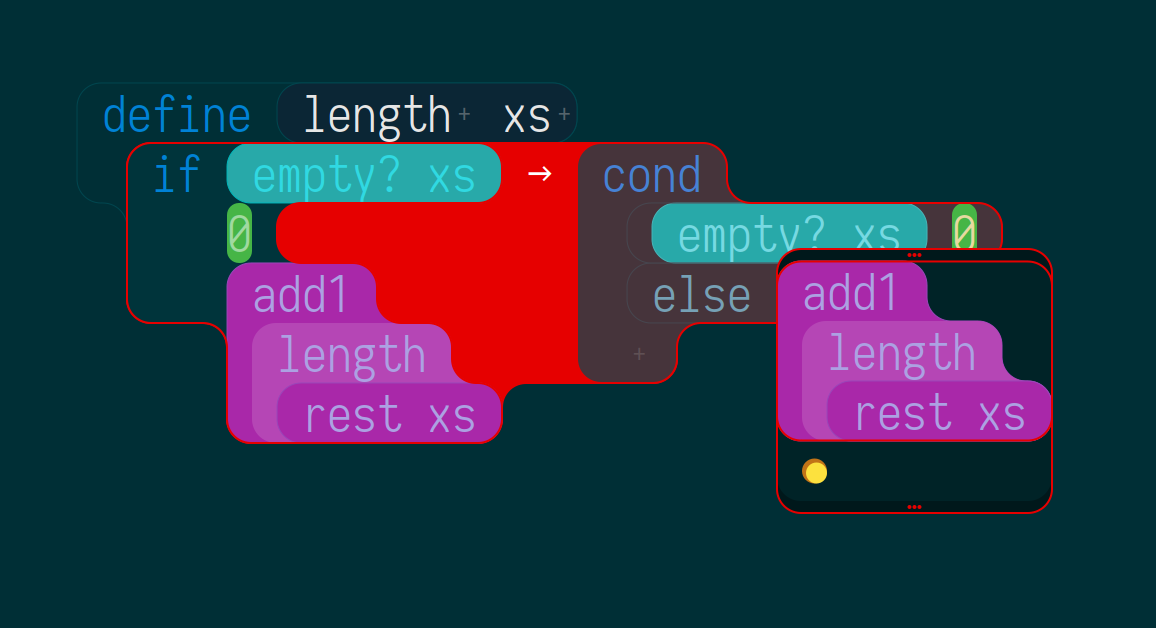 define length+ xs+
if empty? xs → cond
0 empty? xs 0
add1 else add1
length + length
rest xs rest xs